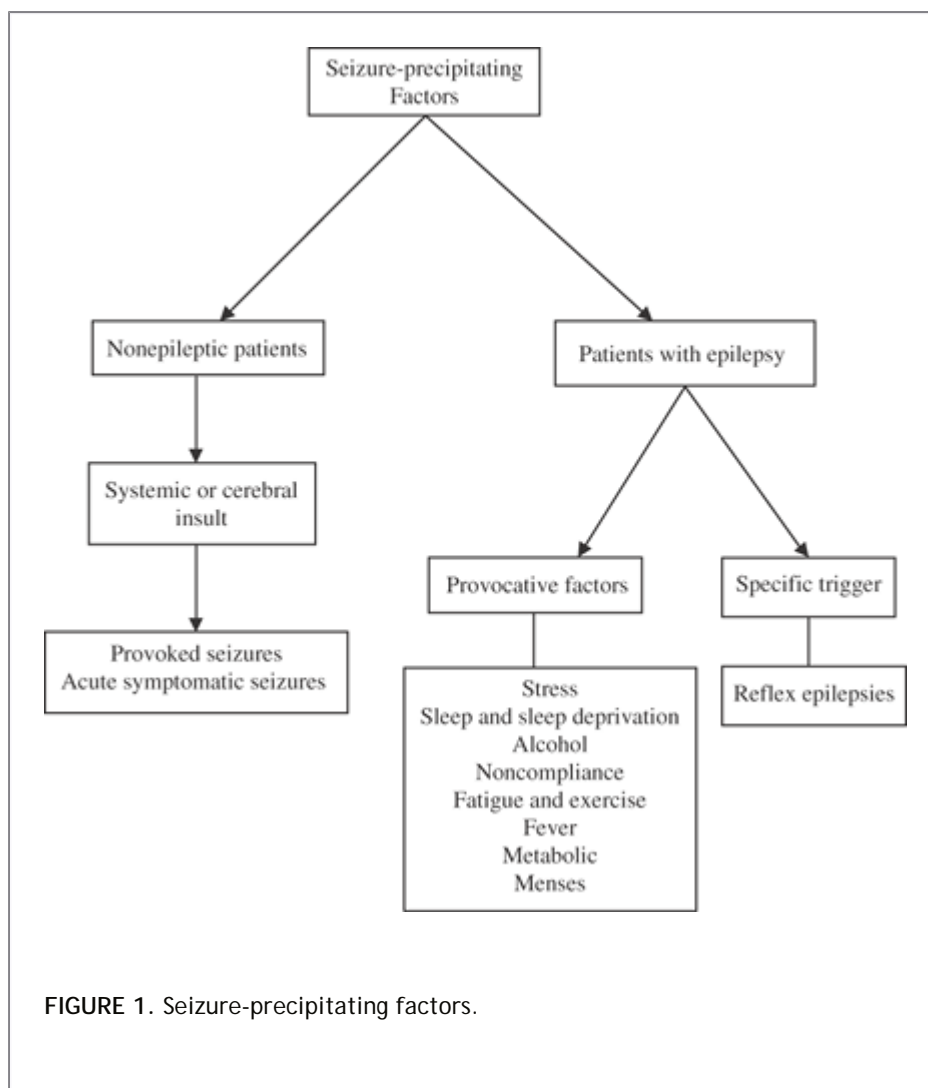 Seizure-precipitating
Factors
Nonepileptic patients
Patients with epilepsy
Systemic or cerebral
insult
Provocative factors
Specific trigger
Provoked seizures
Acute symptomatic seizures
Stress
Sleep and sleep deprivation
Alcohol
Noncompliance
Fatigue and exercise
Fever
Metabolic
Menses
Reflex epilepsies
FIGURE 1. Seizure-precipitating factors.